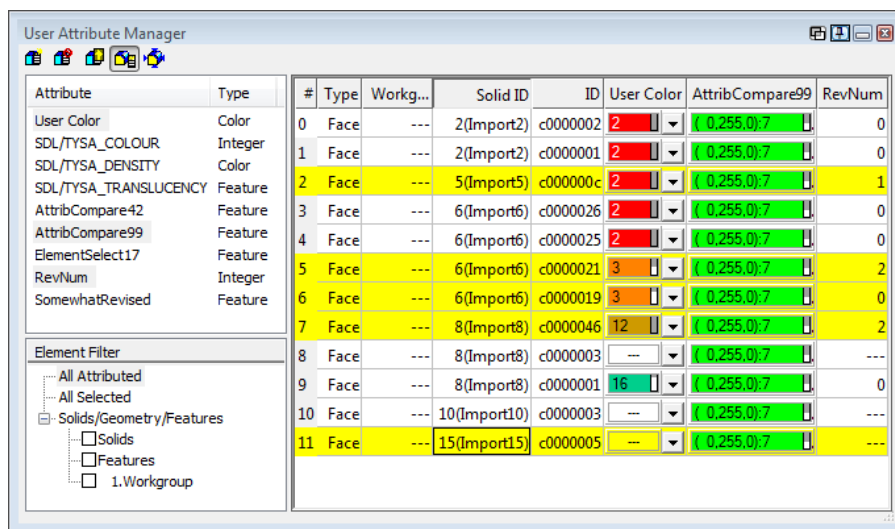 User Attribute Manager
Attribute Type
User Color Color
SDL/TYSA_COLOUR Integer
SDL/TYSA_DENSITY Color
SDL/TYSA_TRANSLUCENCY Feature
AttribCompare42 Feature
AttribCompare99 Feature
ElementSelect17 Feature
RevNum Integer
SomewhatRevised Feature
Element Filter
All Attributed
All Selected
Solids/Geometry/Features
Solids
Features
1.Workgroup
# Type Workg... Solid ID ID User Color AttribCompare99 RevNum
0 Face --- 2(Import2) c0000002 2 ( 0,255,0):7 0
1 Face --- 2(Import2) c0000001 2 ( 0,255,0):7 0
2 Face --- 5(Import5) c000000c 2 ( 0,255,0):7 1
3 Face --- 6(Import6) c0000026 2 ( 0,255,0):7 0
4 Face --- 6(Import6) c0000025 2 ( 0,255,0):7 0
5 Face --- 6(Import6) c0000021 3 ( 0,255,0):7 2
6 Face --- 6(Import6) c0000019 3 ( 0,255,0):7 0
7 Face --- 8(Import8) c0000046 12 ( 0,255,0):7 2
8 Face --- 8(Import8) c0000003 --- ( 0,255,0):7 ---
9 Face --- 8(Import8) c0000001 16 ( 0,255,0):7 0
10 Face --- 10(Import10) c0000003 --- ( 0,255,0):7 ---
11 Face --- 15(Import15) c0000005 --- ( 0,255,0):7 ---